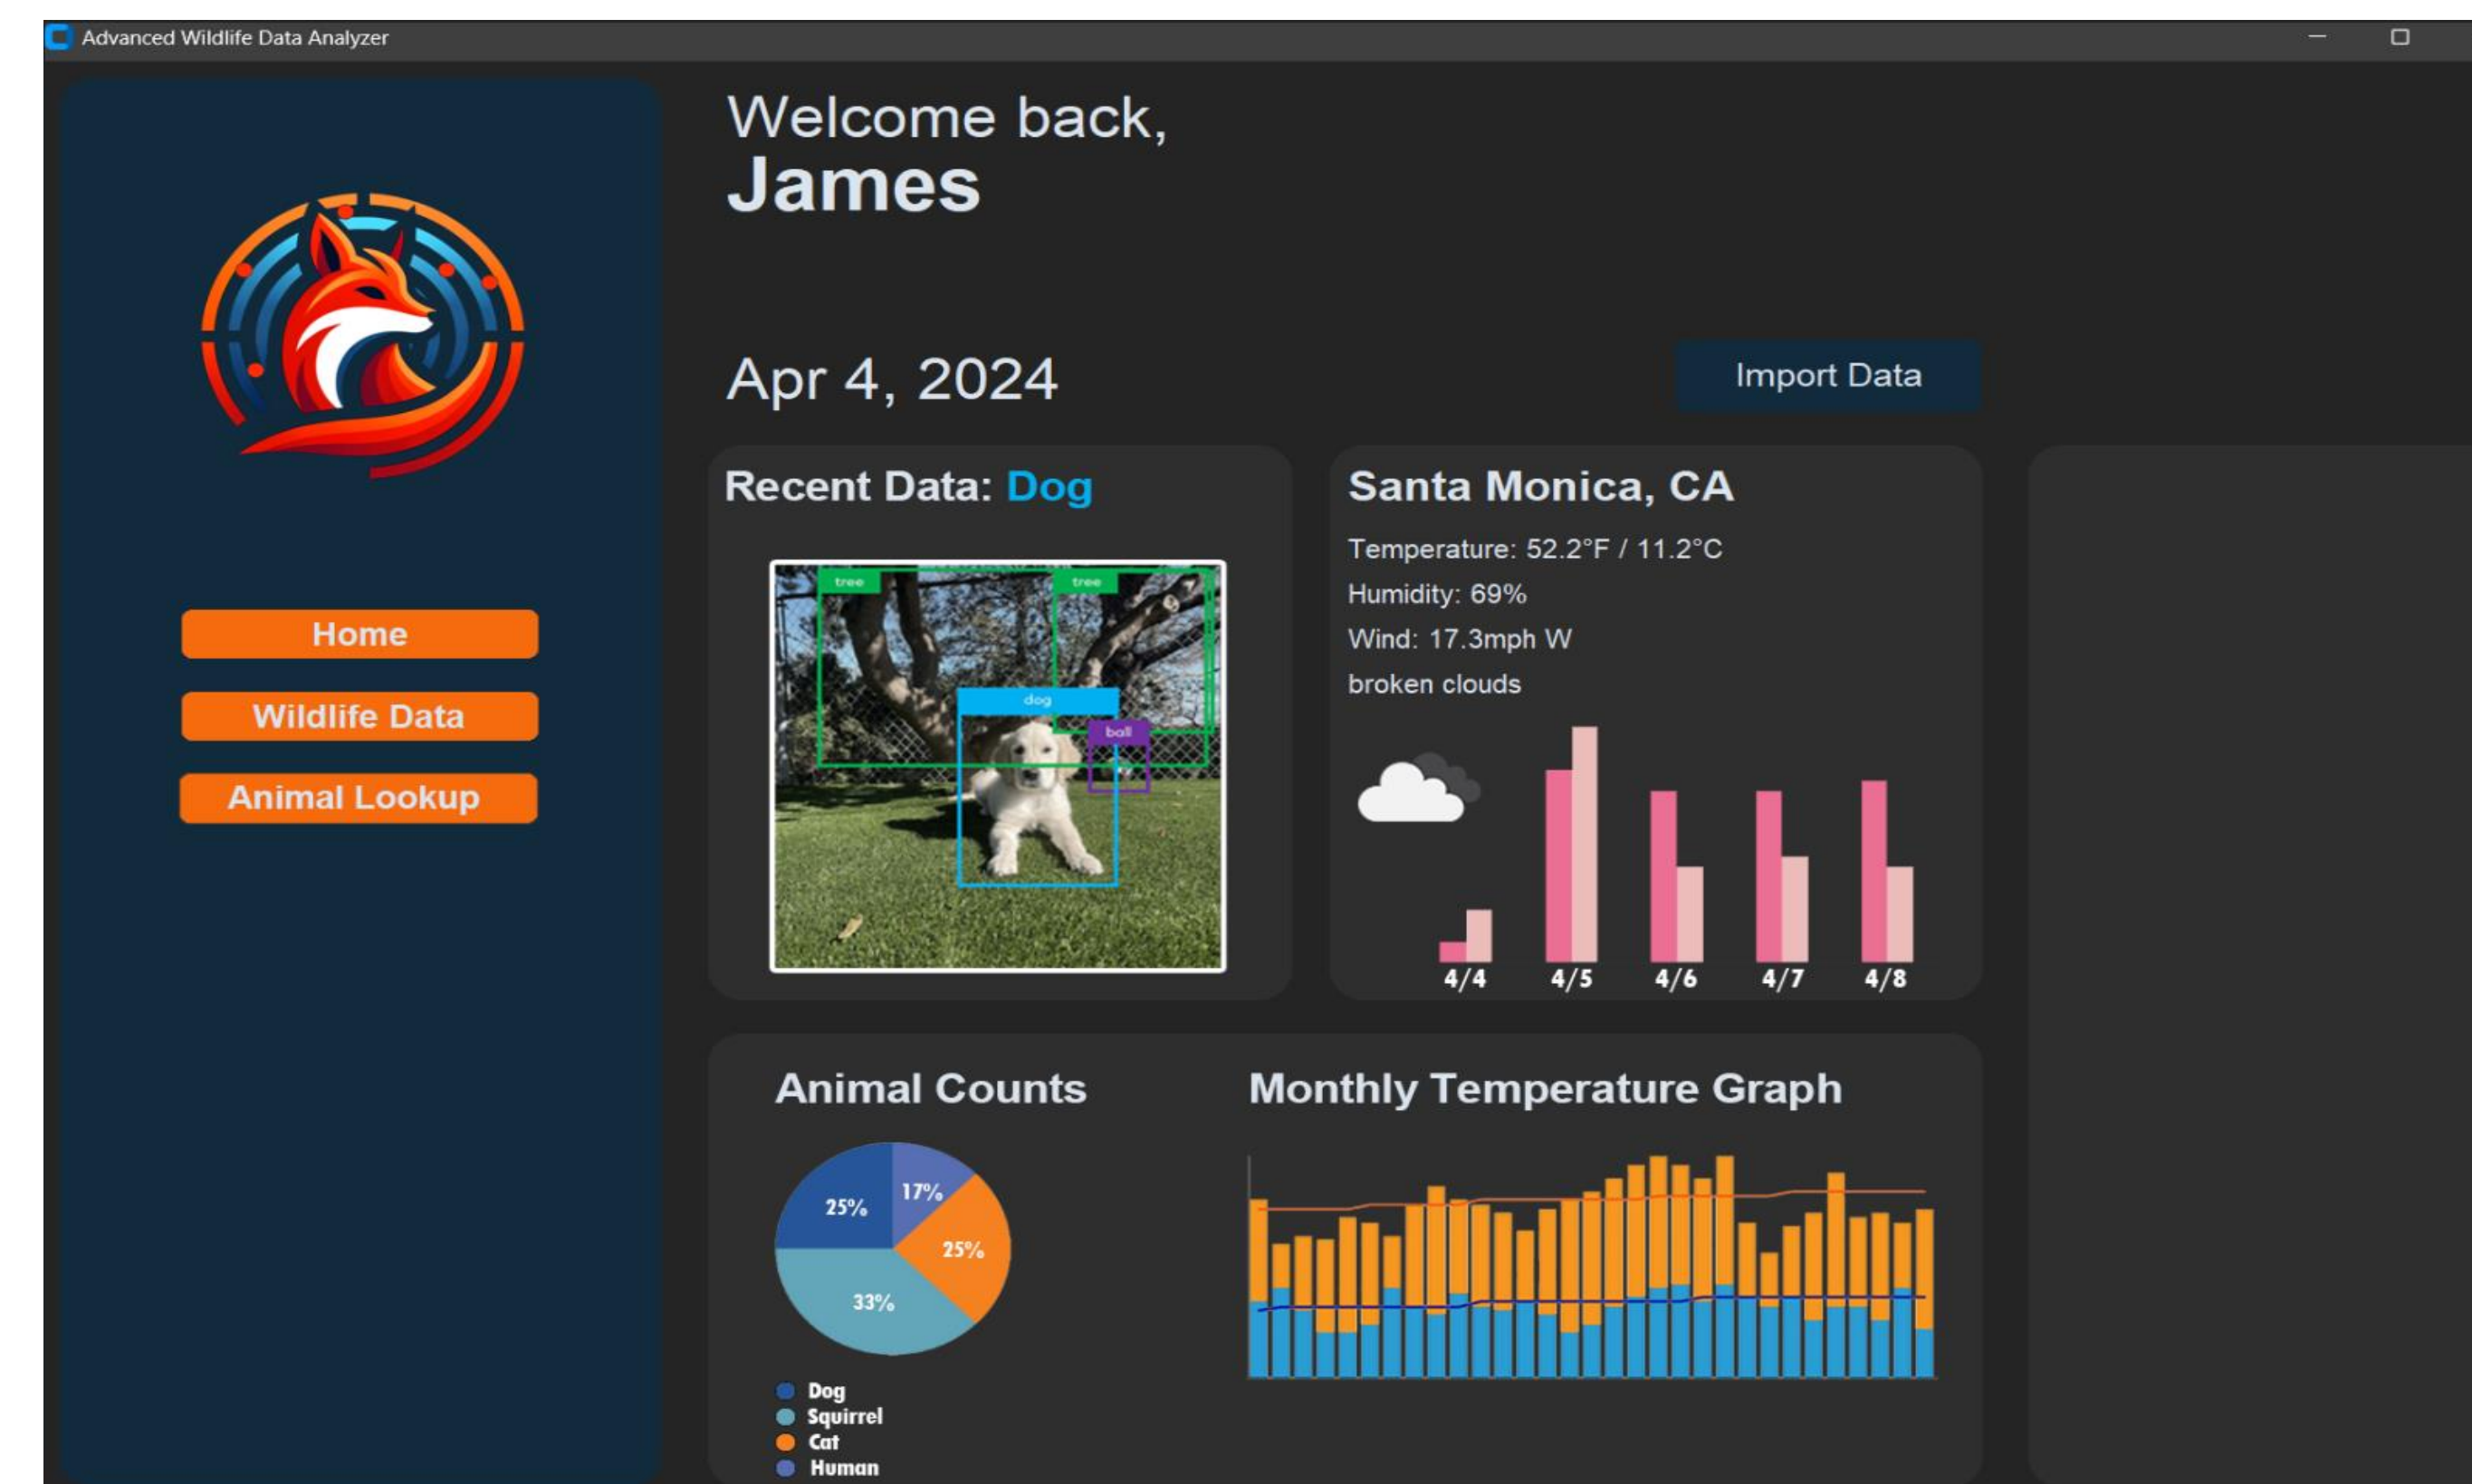 Advanced Wildlife Data Analyzer
Welcome back,
James
Apr 4, 2024
Import Data
Home
Wildlife Data
Animal Lookup
Recent Data: Dog
tree
tree
dog
ball
Santa Monica, CA
Temperature: 52.2°F / 11.2°C
Humidity: 69%
Wind: 17.3mph W
broken clouds
4/4 4/5 4/6 4/7 4/8
Animal Counts
25%
17%
25%
33%
Dog
Squirrel
Cat
Human
Monthly Temperature Graph